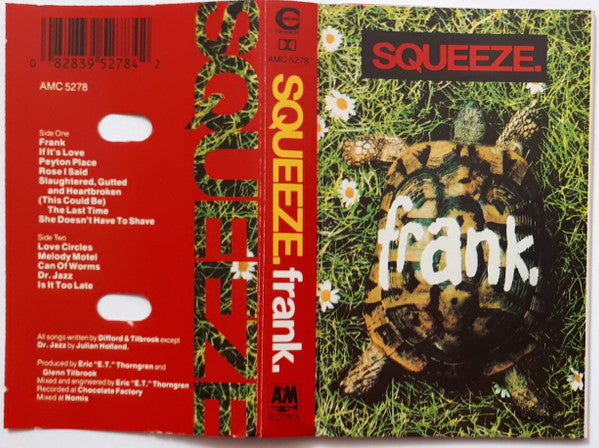 0 82839 52784 2
AMC 5278
Side One
Frank
If It's Love
Peyton Place
Rose I Said
Slaughtered, Gutted
and Heartbroken
(This Could Be)
The Last Time
She Doesn't Have To Shave
Side Two
Love Circles
Melody Motel
Can Of Worms
Dr. Jazz
Is It Too Late
All songs written by Difford & Tilbrook except
Dr. Jazz by Julian Holland.
Produced by Eric "E.T." Thorngren and
Glenn Tilbrook
Mixed and engineered by Eric "E.T." Thorngren
Recorded at Chocolate Factory
Mixed at Nomis
SQUEEZE
AMC 5278
SQUEEZE.
frank.
A&M
RECORDS
SQUEEZE.
frank.